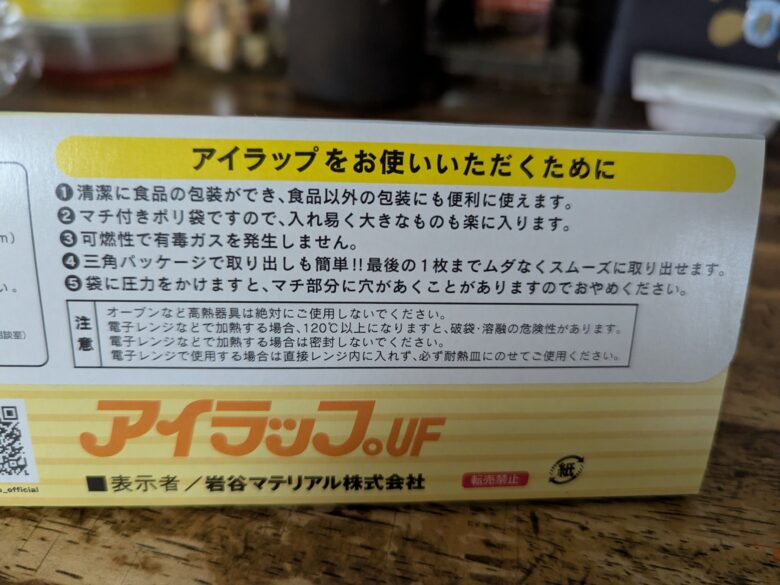 アイラップをお使いいただくために
❶清潔に食品の包装ができ、食品以外の包装にも便利に使えます。
❷マチ付きポリ袋ですので、入れ易く大きなものも楽に入ります。
❸可燃性で有毒ガスを発生しません。
❹三角パッケージで取り出しも簡単!!最後の1枚までムダなくスムーズに取り出せます。
❺袋に圧力をかけますと、マチ部分に穴があくことがありますのでおやめください。
注意
オーブンなど高熱器具は絶対にご使用しないでください。
電子レンジなどで加熱する場合、120℃以上になりますと、破袋・溶融の危険性があります。
電子レンジなどで加熱する場合は密封しないでください。
電子レンジで使用する場合は直接レンジ内に入れず、必ず耐熱皿にのせてご使用ください。
m)
い。
相談室)
アイラップ。UF
■表示者/岩谷マテリアル株式会社
転売禁止
紙
_official